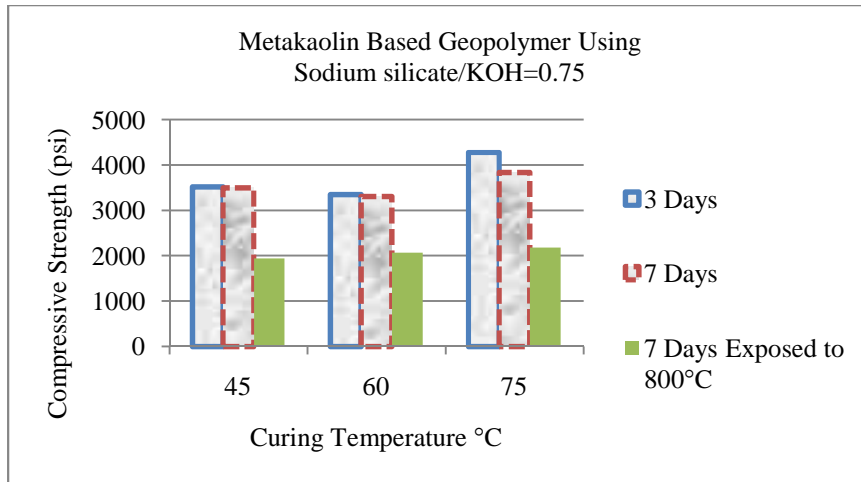 Metakaolin Based Geopolymer Using
Sodium silicate/KOH=0.75
Compressive Strength (psi)
5000
4000
3000
2000
1000
0
45
60
75
Curing Temperature °C
3 Days
7 Days
7 Days Exposed to
800°C